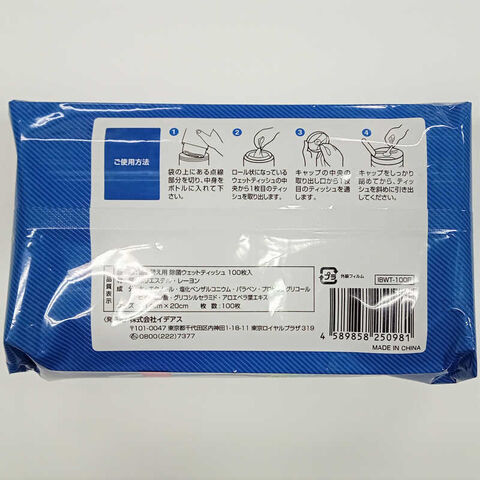 ご使用方法
1
袋の上にある点線
部分を切り、中身を
ボトルに入れて下
さい。
2
ロール状になっている
ウェットティッシュの中
央から1枚目のティッ
シュを取り出します。
3
キャップの中央の
取り出し口から1枚
目のティッシュを通
します。
4
キャップをしっかり
詰めてから、ティッ
シュを斜めに引き出
してください。
品質表示
え用 除菌ウェットティッシュ 100枚入
エステル・レーヨン
成
ール・塩化ベンザルコニウム・パラベン・プロピレングリコール
脂・グリコシルセラミド・アロエベラ葉エキス
cm×20cm
枚数:100枚
プラ
外装フィルム
IBWT-100R
株式会社イデアス
〒101-0047 東京都千代田区内神田1-18-11 東京ロイヤルプラザ319
0800(222)7377
4 589858 250981
MADE IN CHINA